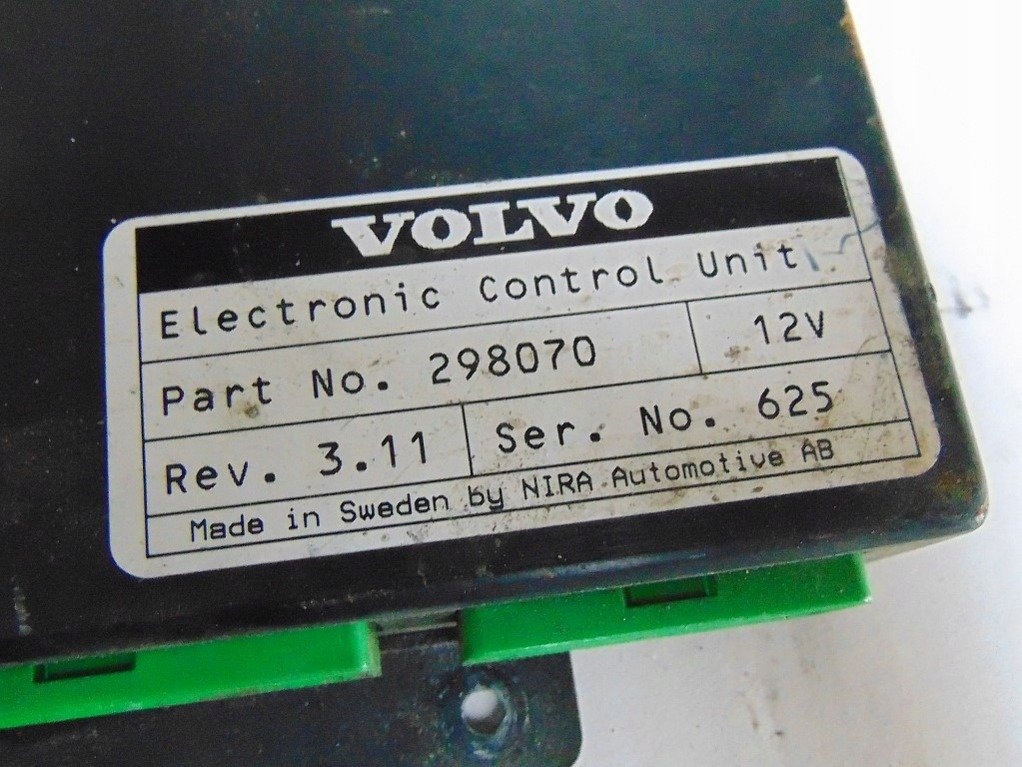 VOLVO
Electronic Control Unit
Part No. 298070 12V
Rev. 3.11 Ser. No. 625
Made in Sweden by NIRA Automotive AB